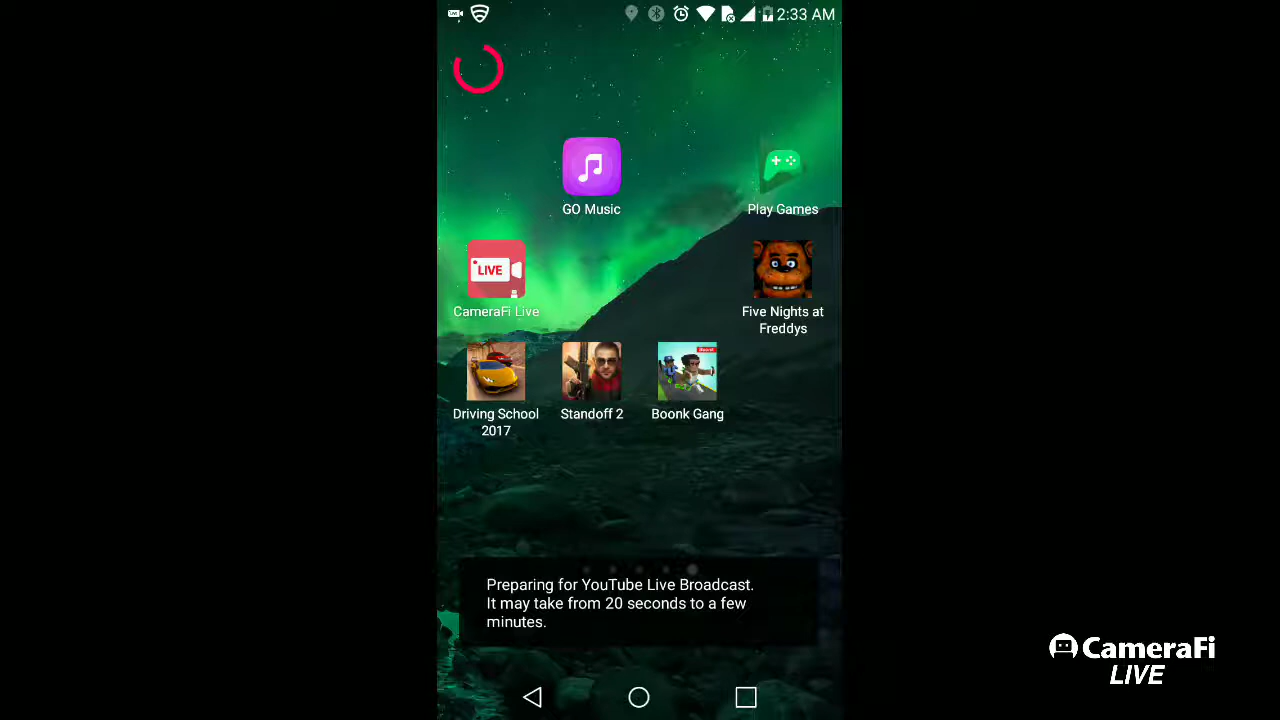 2:33 AM
GO Music
Play Games
LIVE
CameraFi Live
Five Nights at
Freddys
Driving School
2017
Standoff 2
Boonk Gang
Preparing for YouTube Live Broadcast.
It may take from 20 seconds to a few
minutes.
CameraFi
LIVE